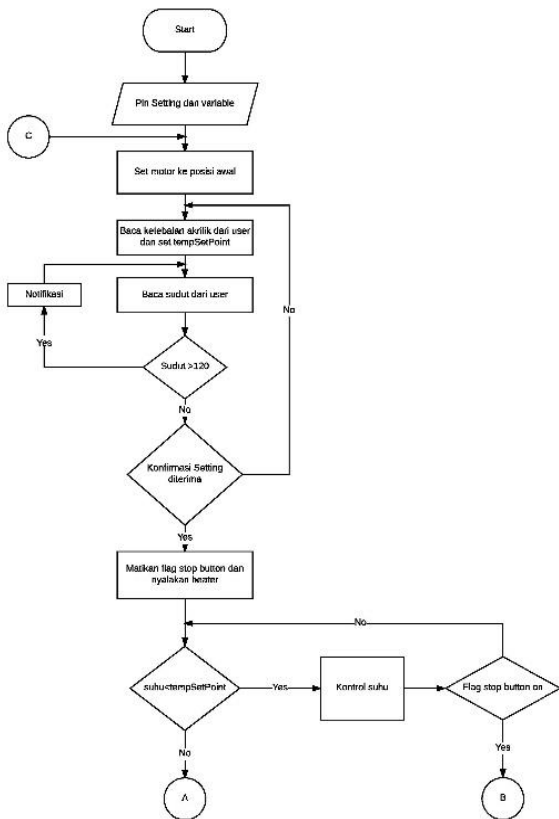 Start
Pin Setting dan variable
C
Set motor ke posisi awal
Baca ketebalan akrilik dari user
dan set tempSetPoint
Notifikasi
Baca sudut dari user
No
Yes
Sudut >120
No
Konfirmasi Setting
diterima
Yes
Matikan flag stop button dan
nyalakan heater
No
suhu<tempSetPoint
Yes
Kontrol suhu
Flag stop button on
No
Yes
A
B